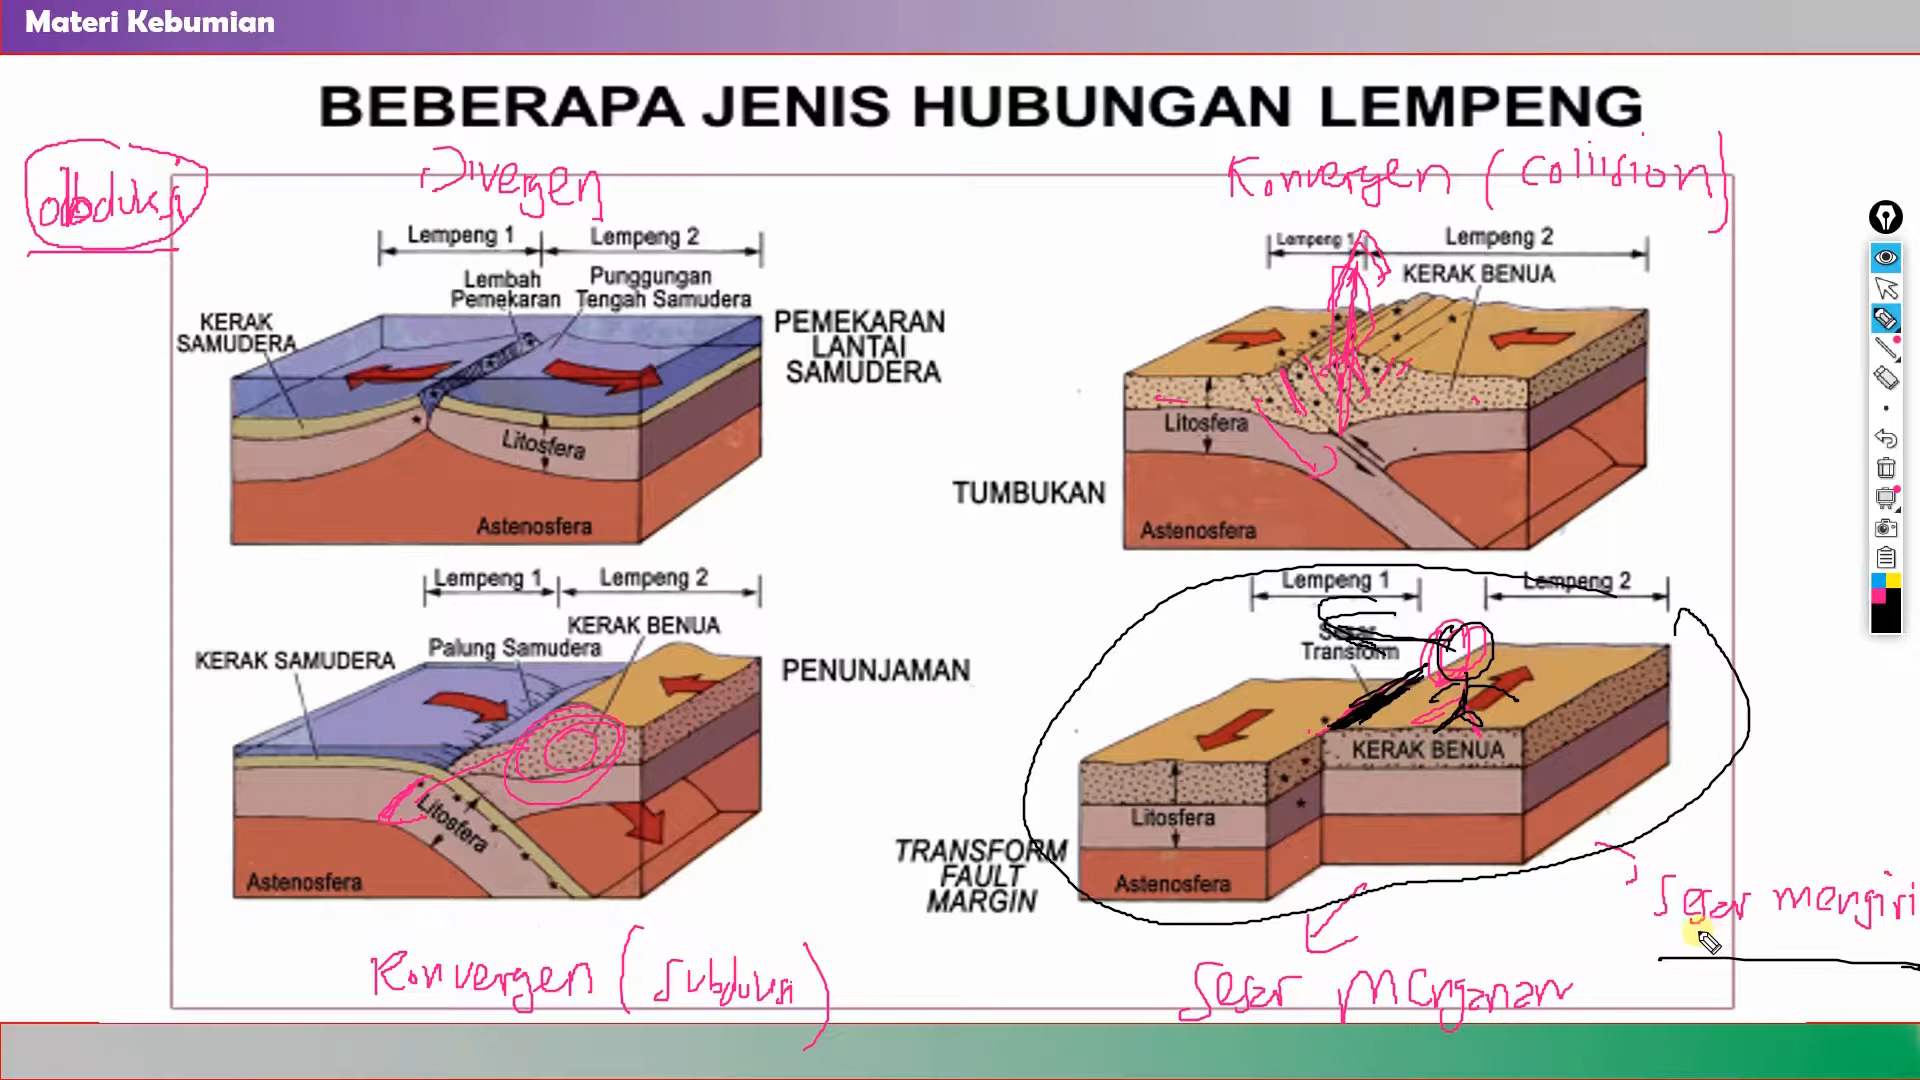 Materi Kebumian
BEBERAPA JENIS HUBUNGAN LEMPENG
obduksi
Divergen
Konvergen (Collision)
Lempeng 1
Lempeng 2
Lembah
Pemekaran
Punggungan
Tengah Samudera
KERAK
SAMUDERA
Litosfera
Astenosfera
PEMEKARAN
LANTAI
SAMUDERA
Lempeng 1
Lempeng 2
KERAK BENUA
Litosfera
Astenosfera
TUMBUKAN
Lempeng 1
Lempeng 2
KERAK BENUA
Palung Samudera
KERAK SAMUDERA
Litosfera
Astenosfera
PENUNJAMAN
Lempeng 1
Lempeng 2
Sesar
Transform
KERAK BENUA
Litosfera
Astenosfera
TRANSFORM
FAULT
MARGIN
Sesar mengiri
Konvergen (subduksi)
Sesar menganan